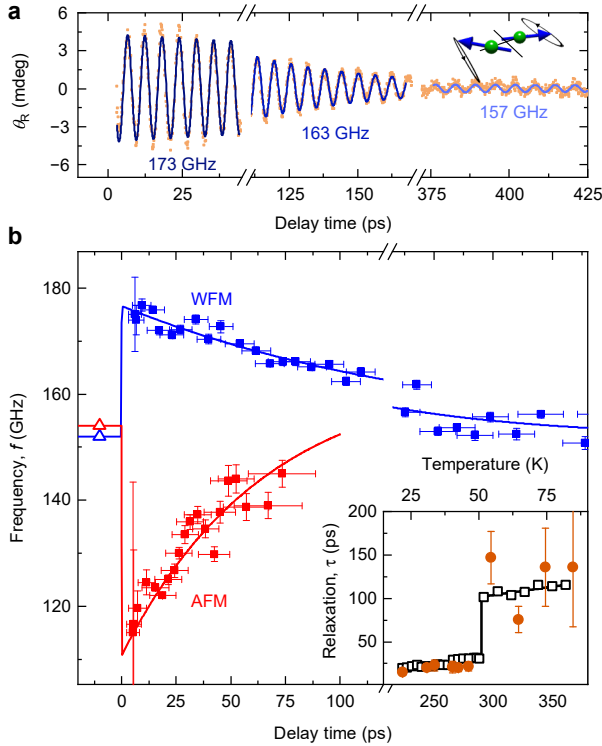 a
6
3
0
-3
-6
θR (mdeg)
173 GHz
163 GHz
157 GHz
0
25
125
150
375
400
425
Delay time (ps)
b
180
160
140
120
Frequency, f (GHz)
WFM
AFM
0
25
50
75
100
250
300
350
Delay time (ps)
Temperature (K)
25
50
75
200
150
100
50
0
Relaxation, τ (ps)